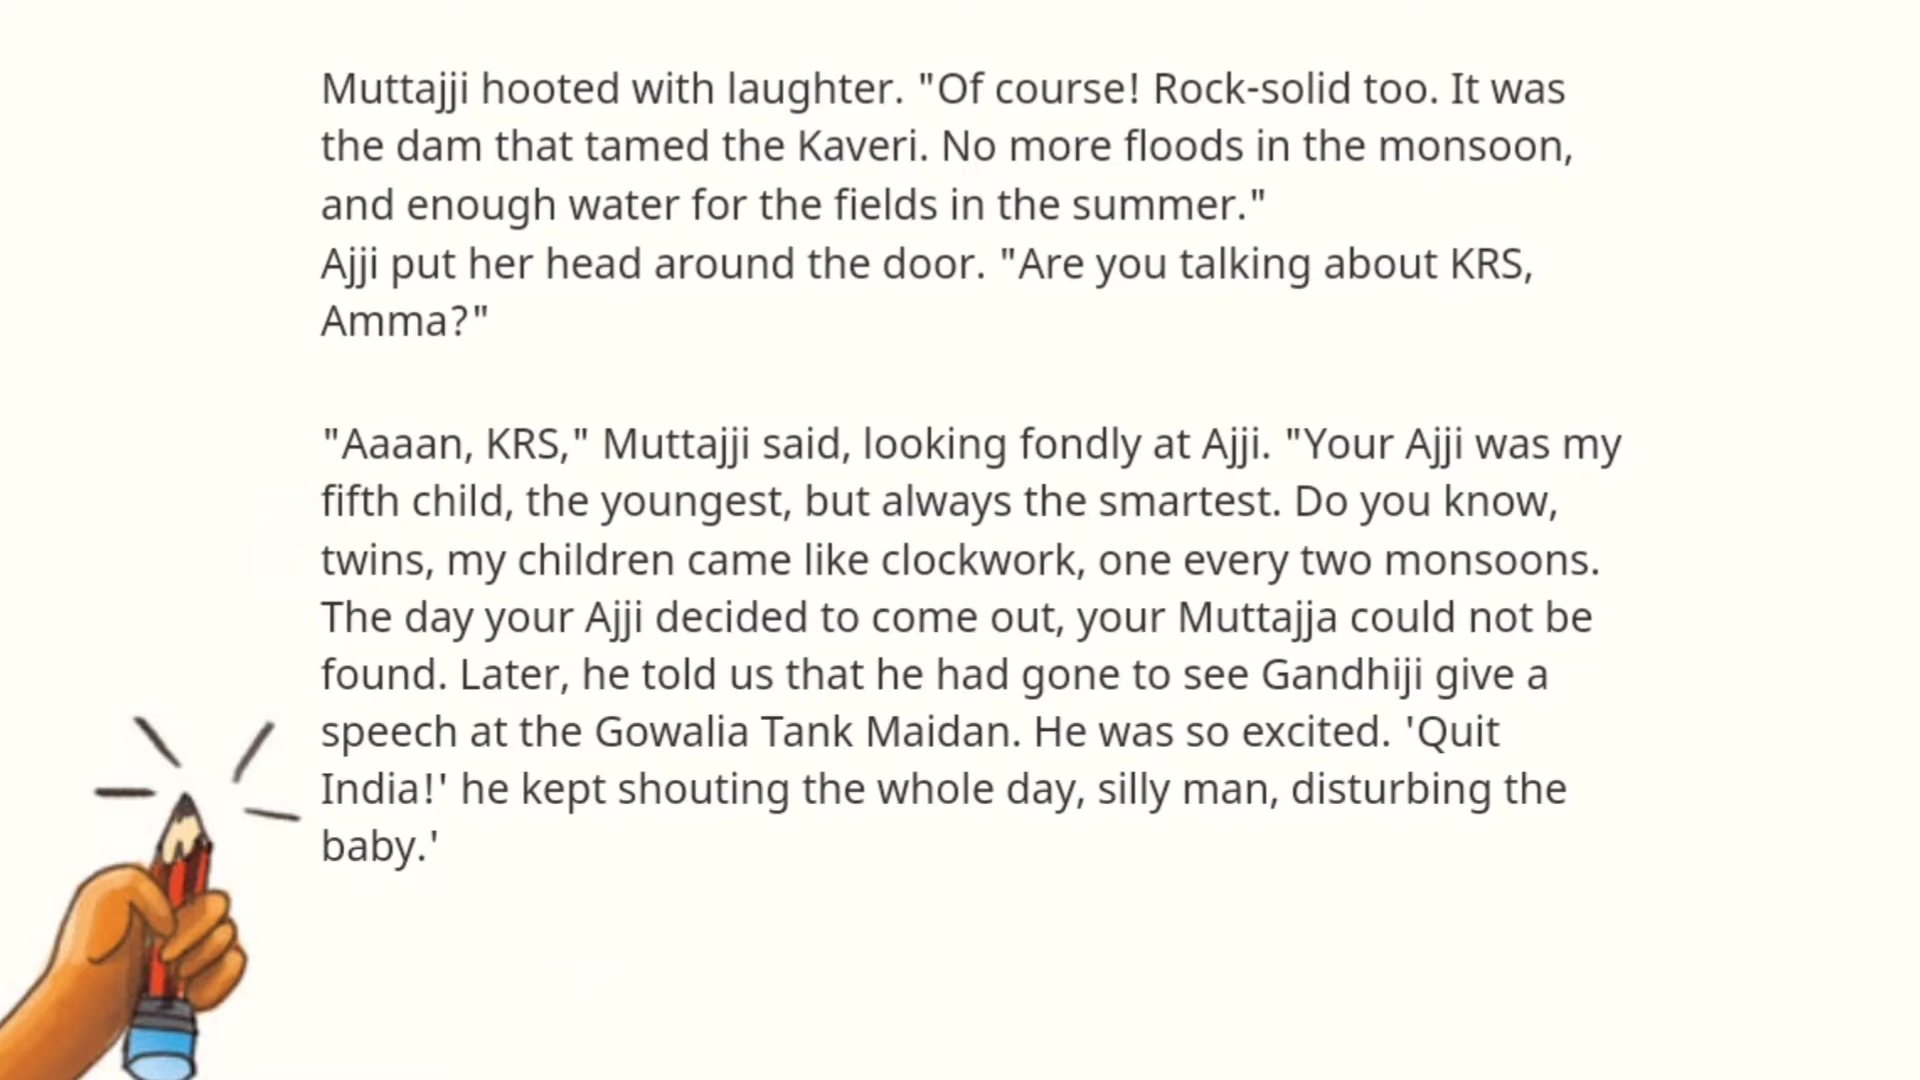 Muttajji hooted with laughter. "Of course! Rock-solid too. It was
the dam that tamed the Kaveri. No more floods in the monsoon,
and enough water for the fields in the summer."
Ajji put her head around the door. "Are you talking about KRS,
Amma?"
"Aaaan, KRS," Muttajji said, looking fondly at Ajji. "Your Ajji was my
fifth child, the youngest, but always the smartest. Do you know,
twins, my children came like clockwork, one every two monsoons.
The day your Ajji decided to come out, your Muttajja could not be
found. Later, he told us that he had gone to see Gandhiji give a
speech at the Gowalia Tank Maidan. He was so excited. 'Quit
India!' he kept shouting the whole day, silly man, disturbing the
baby.'